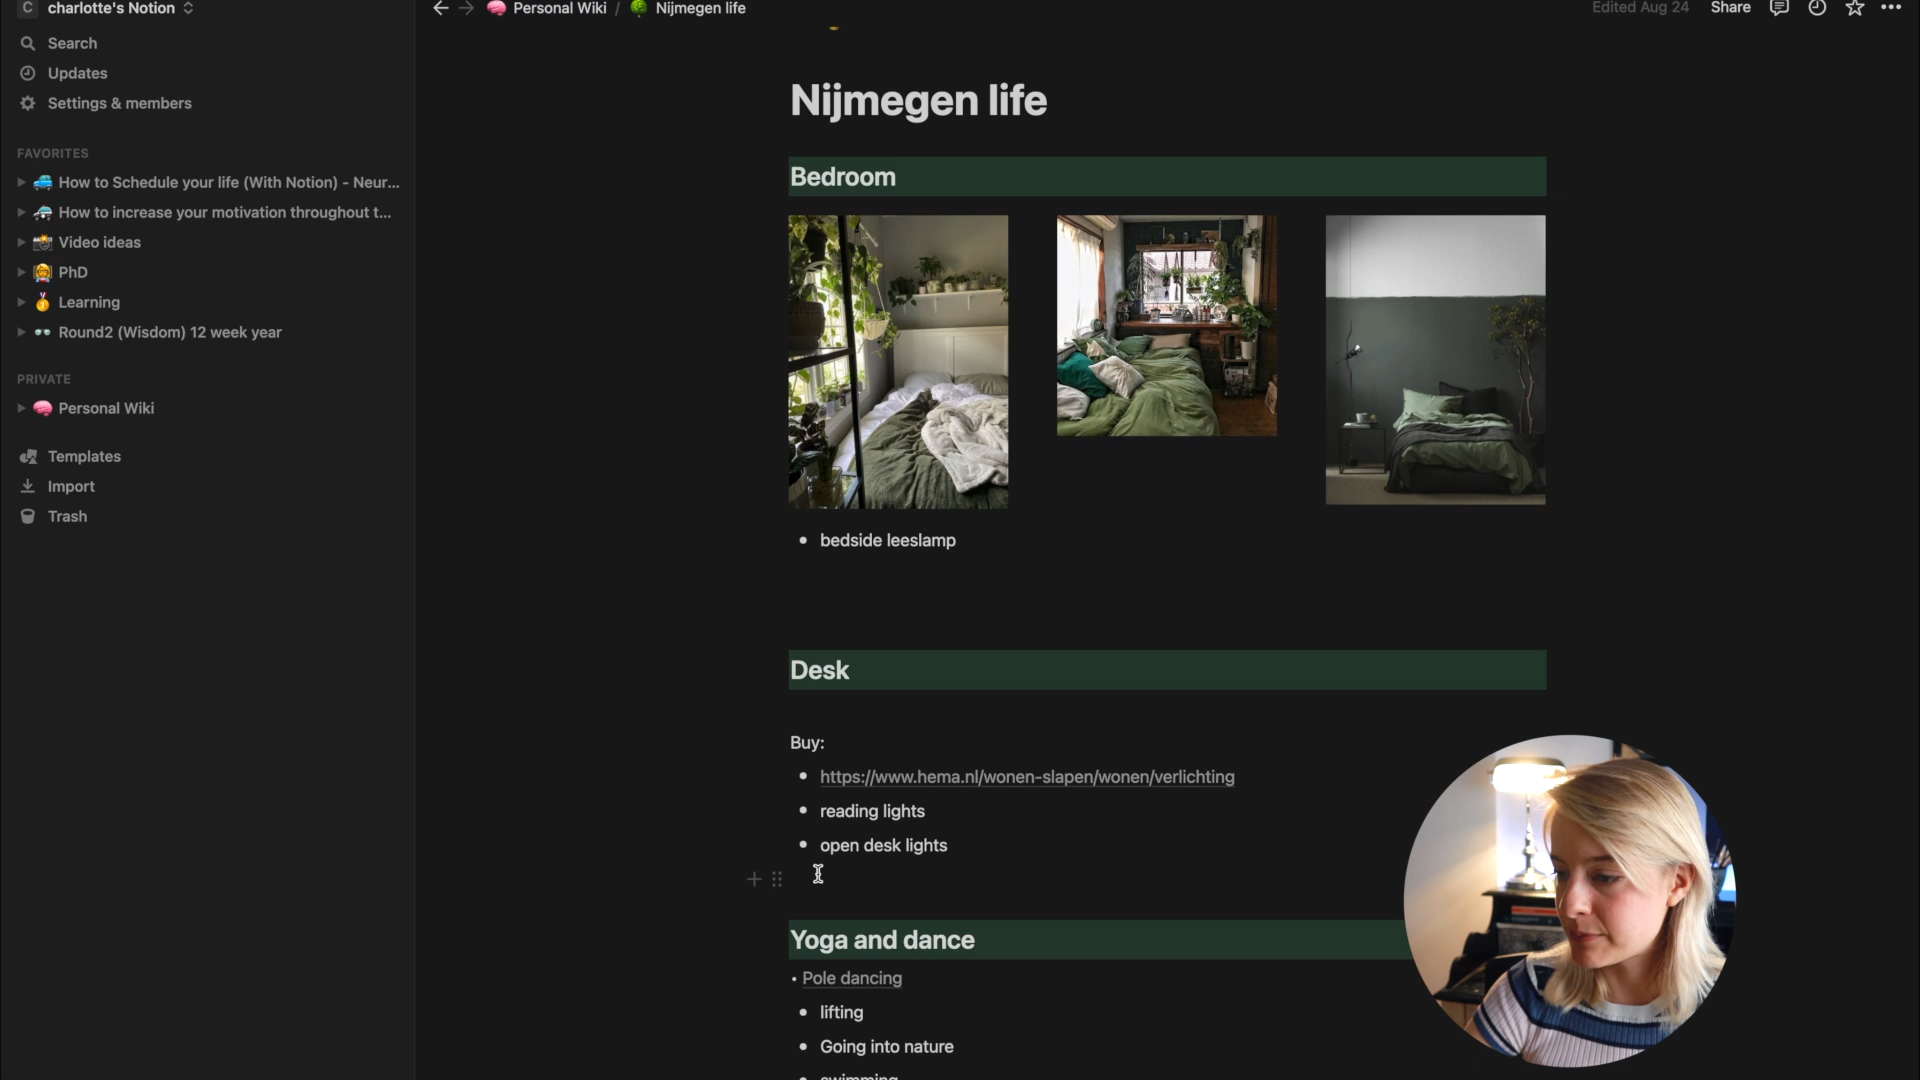 C charlotte's Notion
Search
Updates
Settings & members
FAVORITES
How to Schedule your life (With Notion) - Neur...
How to increase your motivation throughout t...
Video ideas
PhD
Learning
Round2 (Wisdom) 12 week year
PRIVATE
Personal Wiki
Templates
Import
Trash
Personal Wiki / Nijmegen life
Edited Aug 24 Share
Nijmegen life
Bedroom
• bedside leeslamp
Desk
Buy:
• https://www.hema.nl/wonen-slapen/wonen/verlichting
• reading lights
• open desk lights
Yoga and dance
• Pole dancing
• lifting
• Going into nature
• swimming